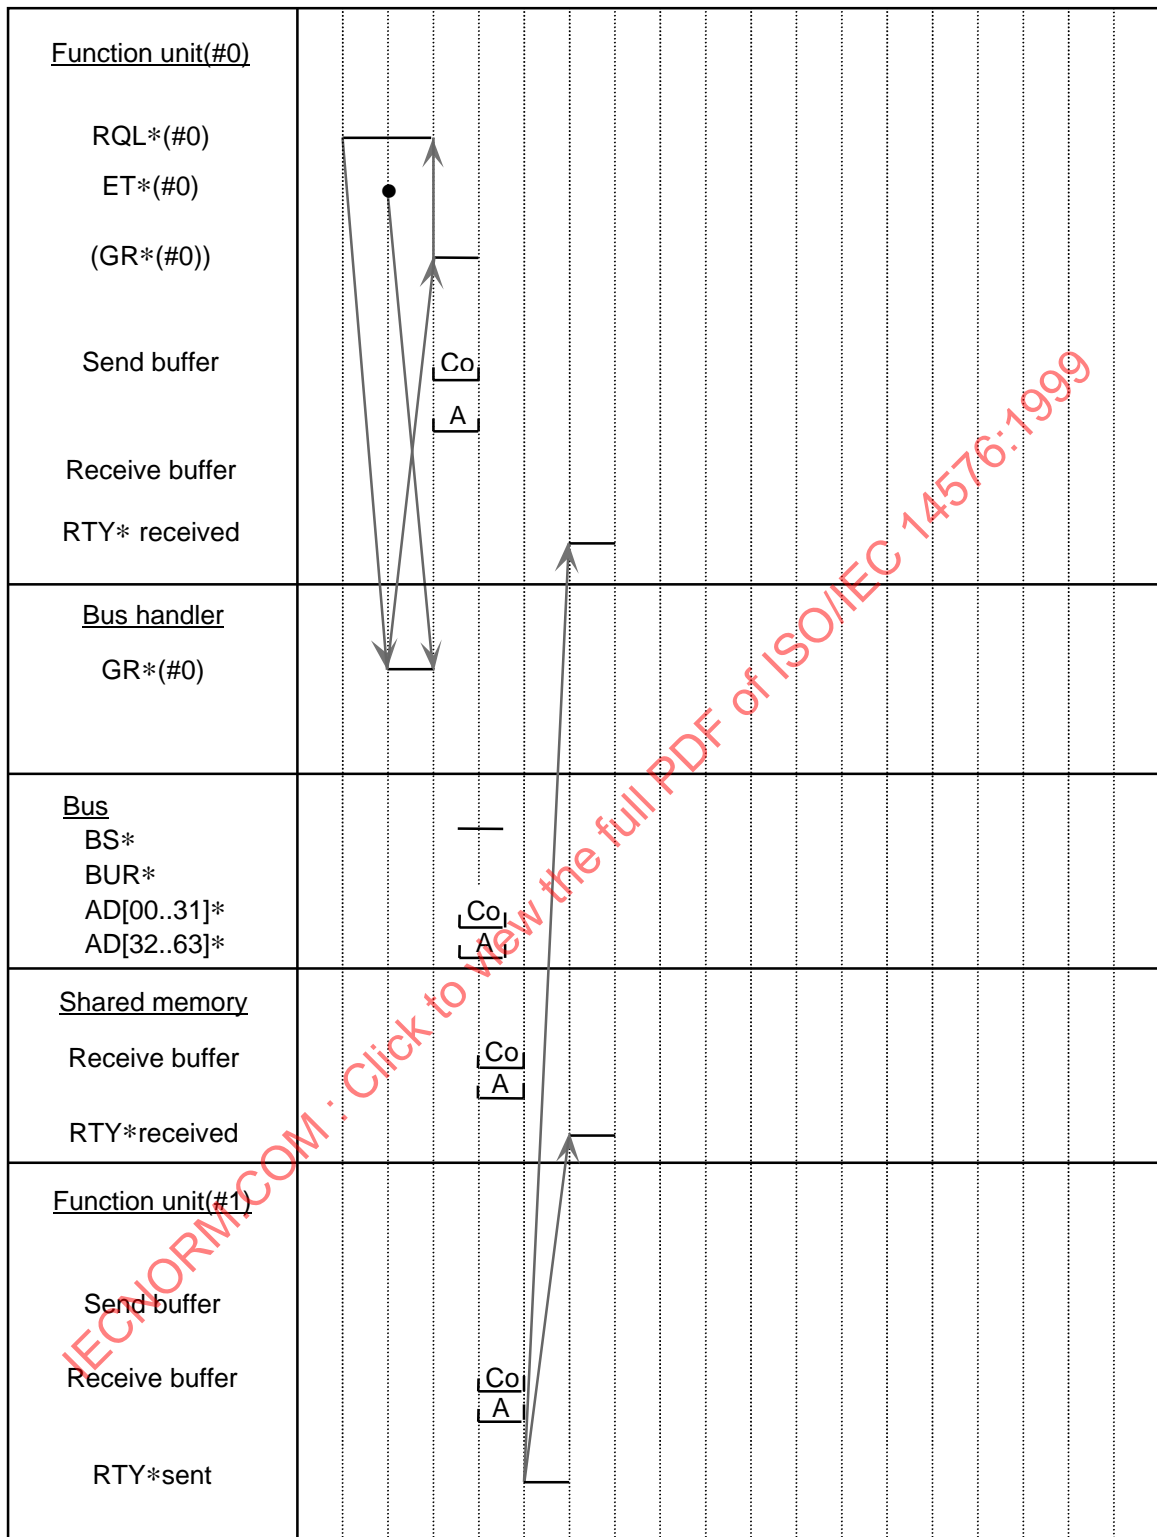 Function unit(#0)
RQL*(#0)
ET*(#0)
(GR*(#0))
Send buffer
Co
A
Receive buffer
RTY* received
Bus handler
GR*(#0)
Bus
BS*
BUR*
AD[00..31]*
Co
AD[32..63]*
A
Shared memory
Receive buffer
Co
A
RTY*received
Function unit(#1)
Send buffer
Receive buffer
Co
A
RTY*sent
IECNORM.COM : Click to view the full PDF of ISO/IEC 14576:1999